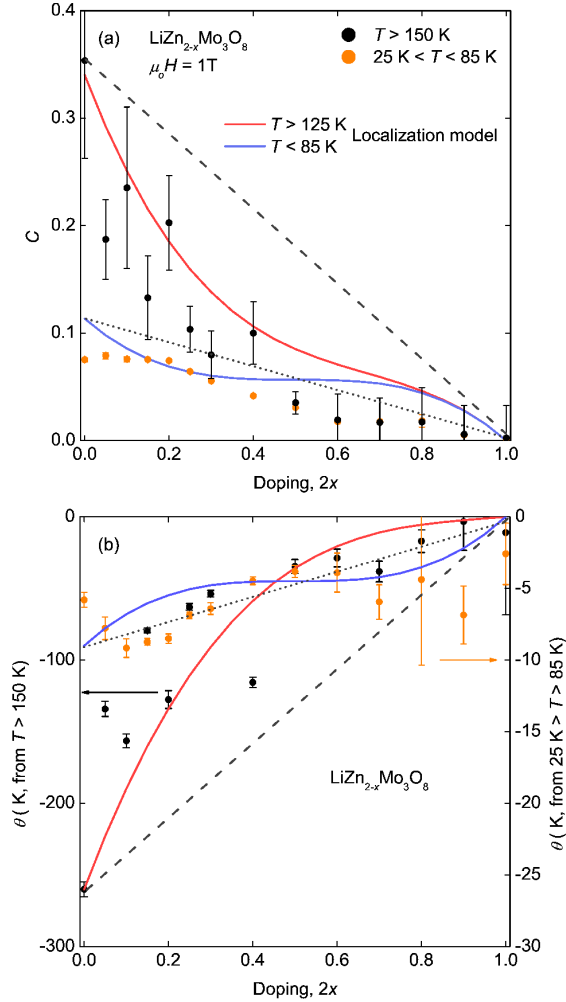 0.4
(a)
LiZn2-xMo3O8
μoH = 1T
T > 150 K
25 K < T < 85 K
T > 125 K
T < 85 K
Localization model
0.3
0.2
0.1
0.0
C
0.0 0.2 0.4 0.6 0.8 1.0
Doping, 2x
(b)
0
-100
-200
-300
θ ( K, from T > 150 K)
0
-5
-10
-15
-20
-25
-30
θ ( K, from 25 K > T > 85 K)
LiZn2-xMo3O8
0.0 0.2 0.4 0.6 0.8 1.0
Doping, 2x